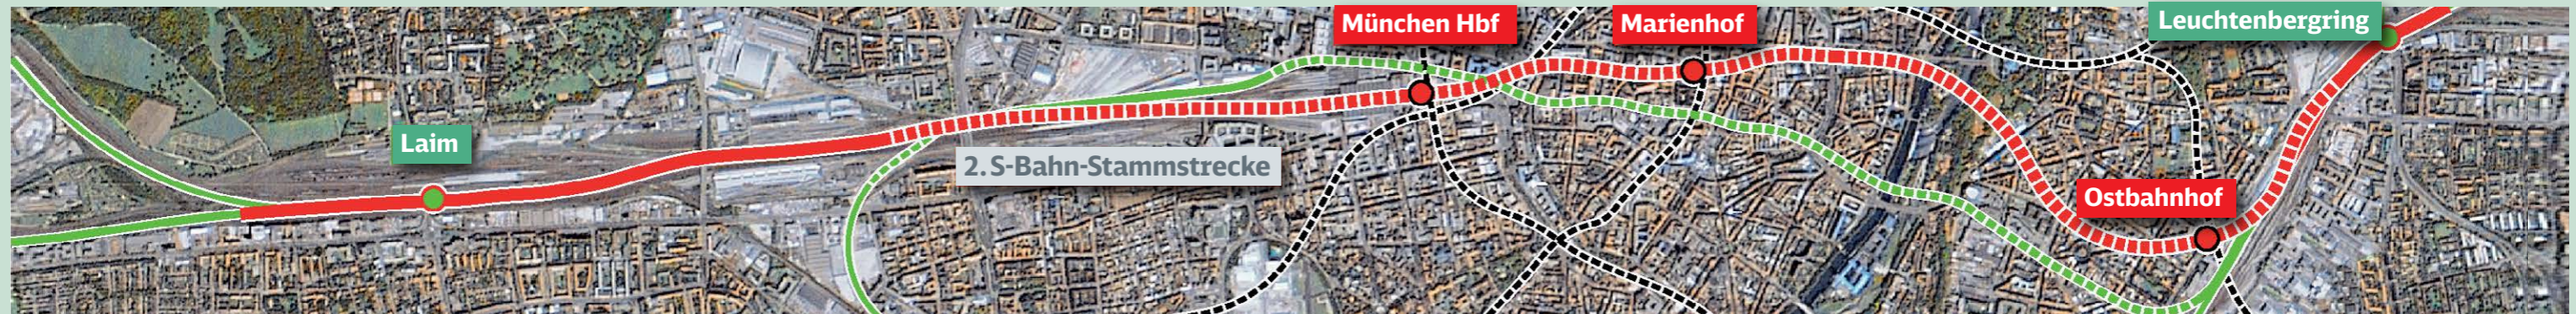 München Hbf
Marienhof
Leuchtenbergring
Laim
2. S-Bahn-Stammstrecke
Ostbahnhof